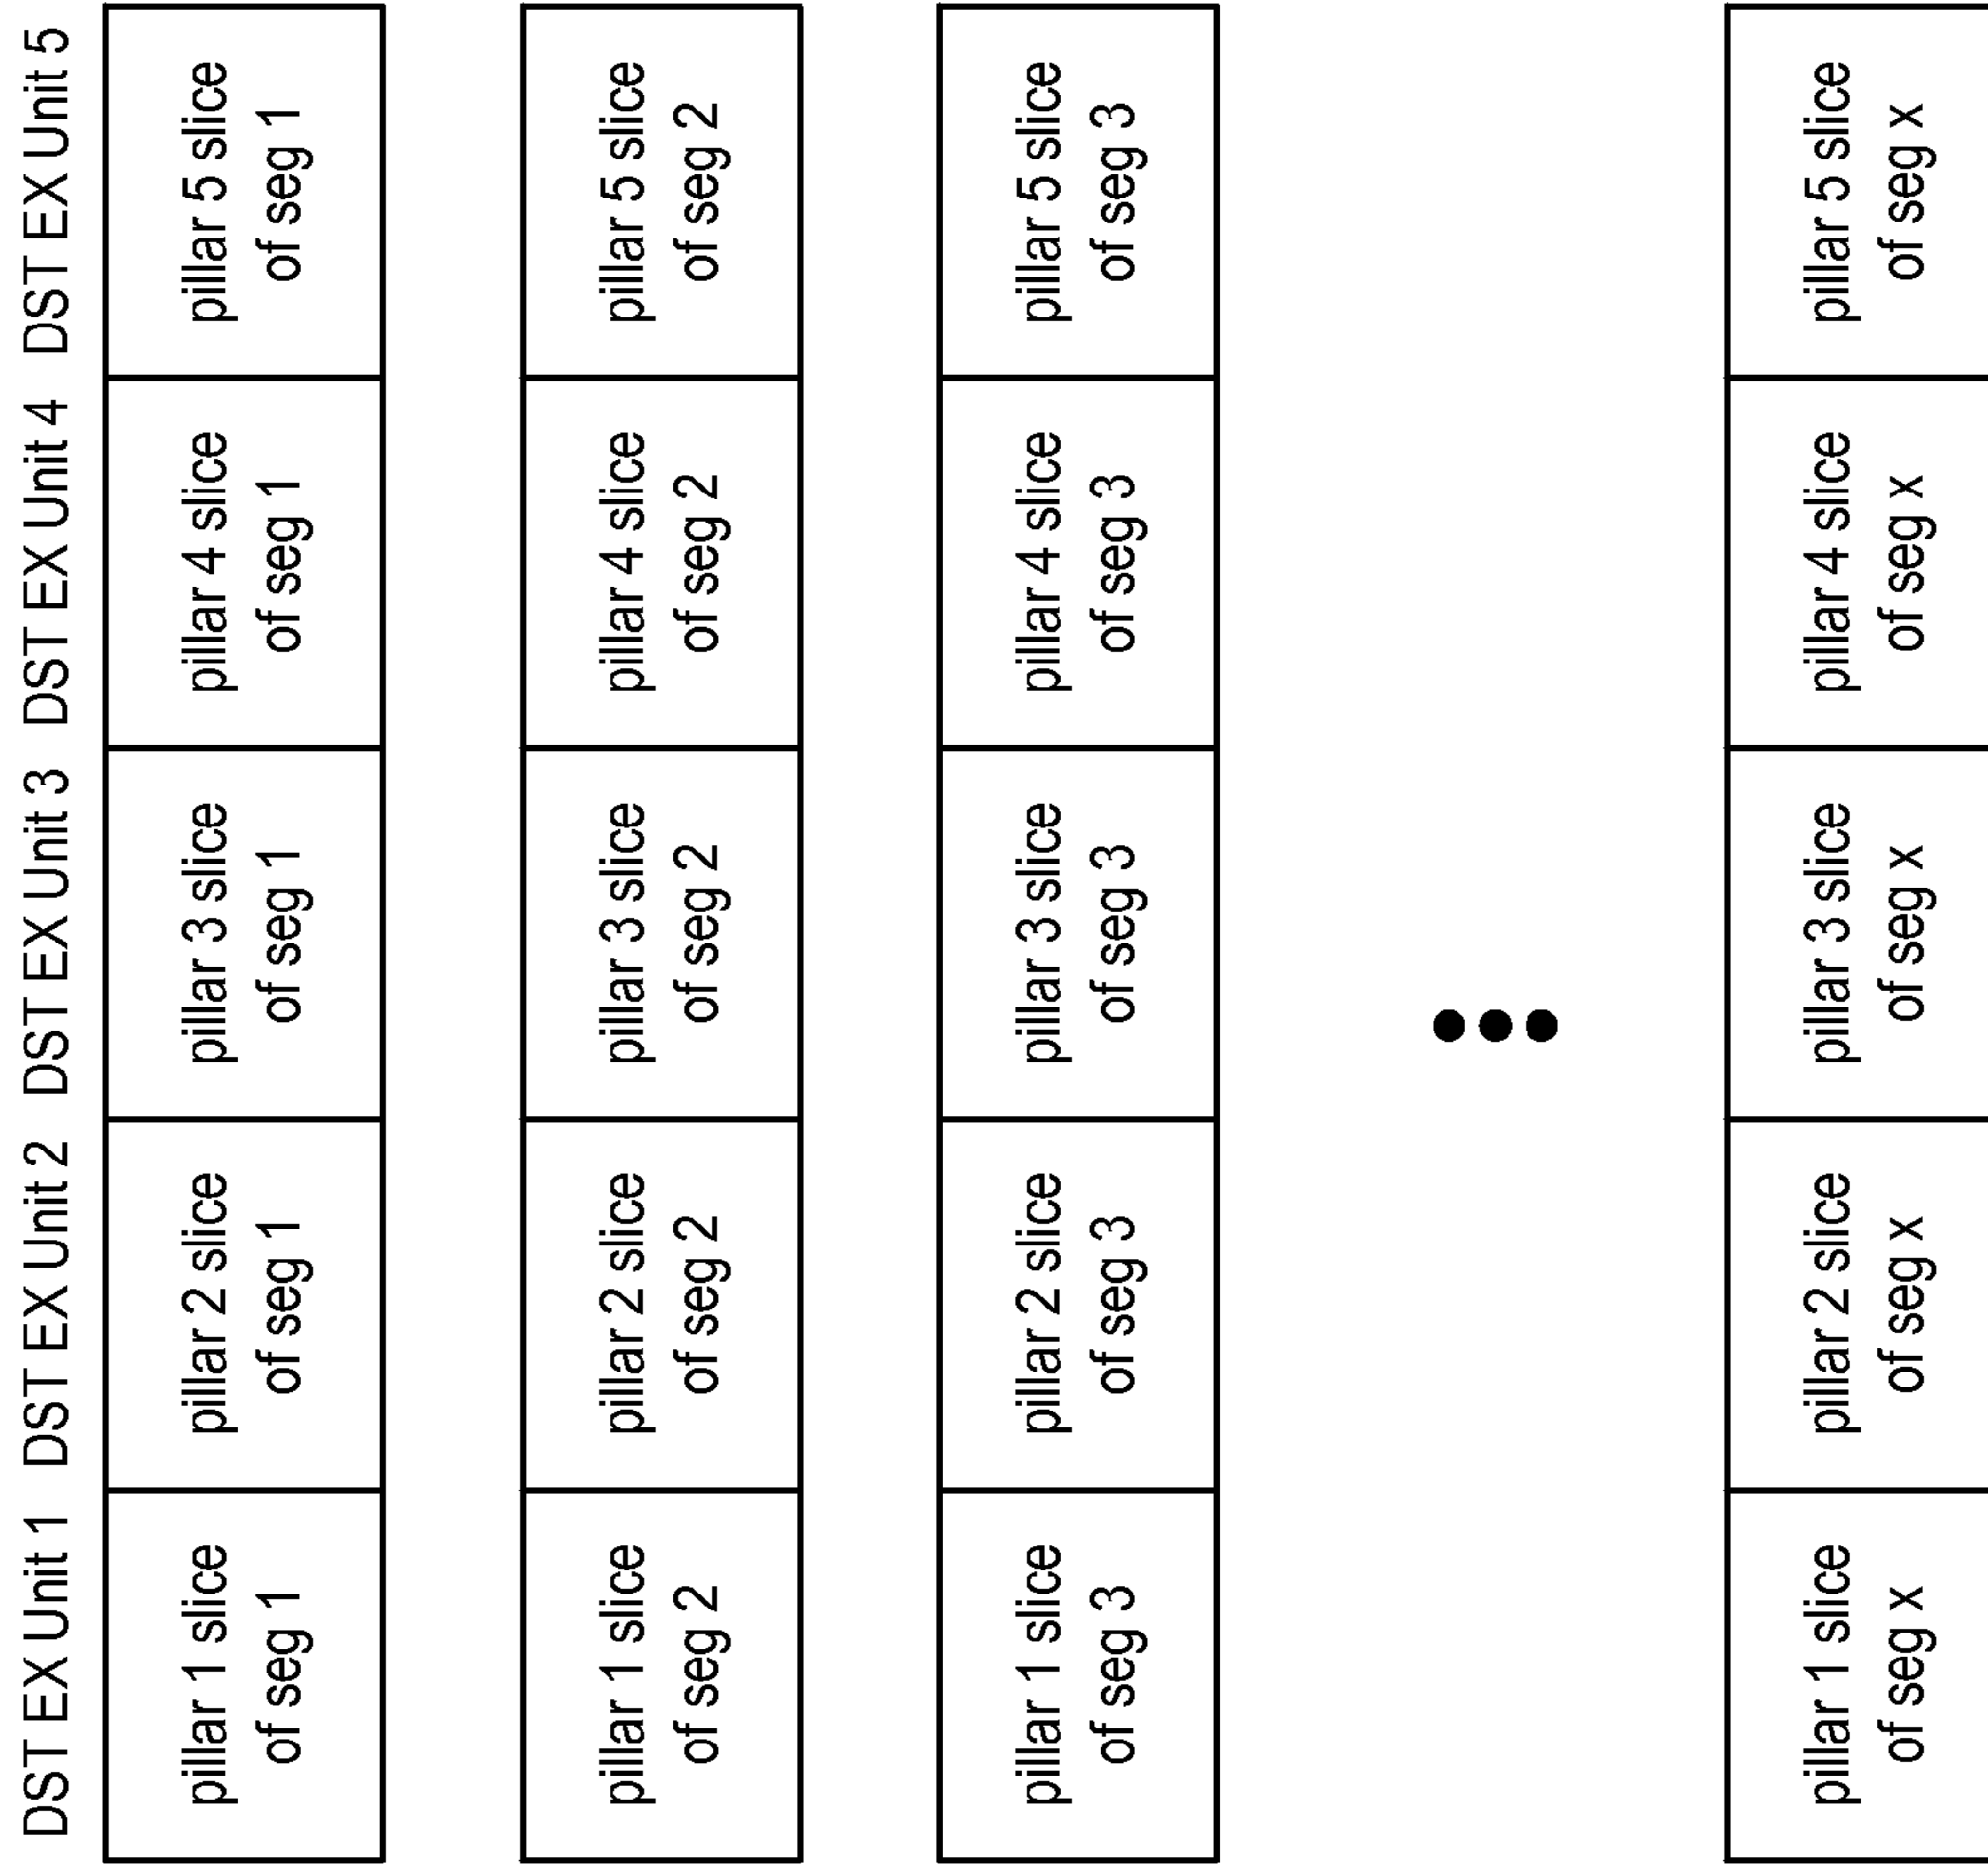 DST EX Unit 1
DST EX Unit 2
DST EX Unit 3
DST EX Unit 4
DST EX Unit 5
pillar 1 slice
of seg 1
pillar 2 slice
of seg 1
pillar 3 slice
of seg 1
pillar 4 slice
of seg 1
pillar 5 slice
of seg 1
pillar 1 slice
of seg 2
pillar 2 slice
of seg 2
pillar 3 slice
of seg 2
pillar 4 slice
of seg 2
pillar 5 slice
of seg 2
pillar 1 slice
of seg 3
pillar 2 slice
of seg 3
pillar 3 slice
of seg 3
pillar 4 slice
of seg 3
pillar 5 slice
of seg 3
pillar 1 slice
of seg x
pillar 2 slice
of seg x
pillar 3 slice
of seg x
pillar 4 slice
of seg x
pillar 5 slice
of seg x